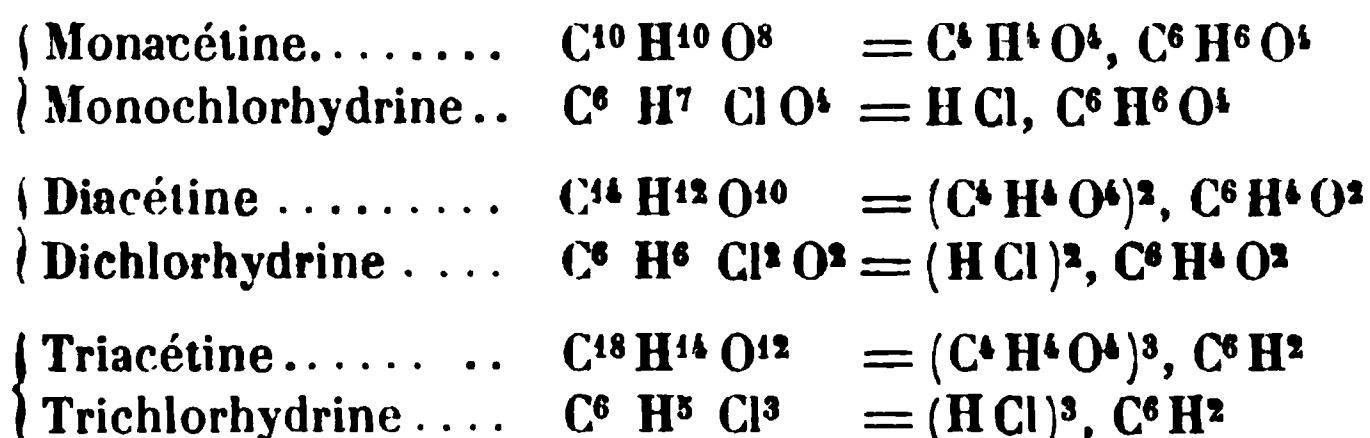 Monacétine........ C¹⁰ H¹⁰ O⁸ = C⁴ H⁴ O⁴, C⁶ H⁶ O⁴
Monochlorhydrine.. C⁶ H⁷ Cl O⁴ = H Cl, C⁶ H⁶ O⁴
Diacétine ......... C¹⁴ H¹² O¹⁰ = (C⁴ H⁴ O⁴)², C⁶ H⁴ O²
Dichlorhydrine .... C⁶ H⁶ Cl² O² = (H Cl)², C⁶ H⁴ O²
Triacétine...... .. C¹⁸ H¹⁴ O¹² = (C⁴ H⁴ O⁴)³, C⁶ H²
Trichlorhydrine.... C⁶ H⁵ Cl³ = (H Cl)³, C⁶ H²